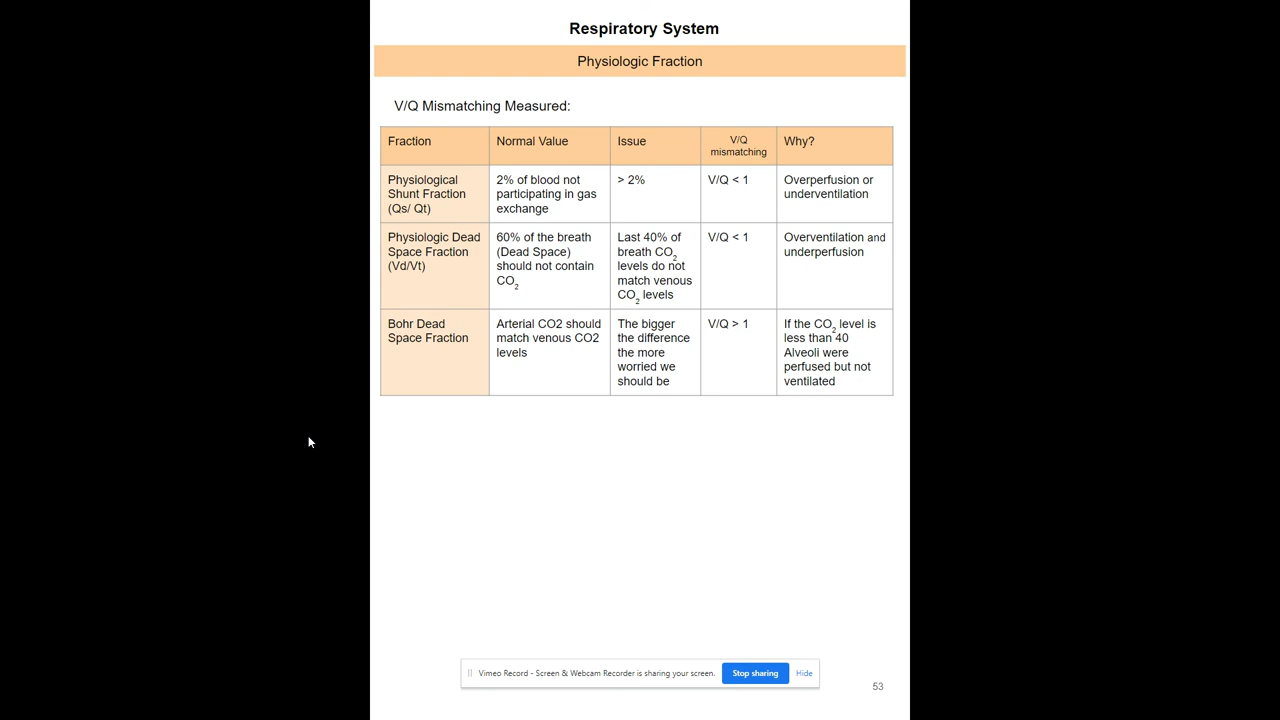 Respiratory System
Physiologic Fraction
V/Q Mismatching Measured:
Fraction
Normal Value
Issue
V/Q
mismatching
Why?
Physiological
Shunt Fraction
(Qs/ Qt)
2% of blood not
participating in gas
exchange
> 2%
V/Q < 1
Overperfusion or
underventilation
Physiologic Dead
Space Fraction
(Vd/Vt)
60% of the breath
(Dead Space)
should not contain
CO2
Last 40% of
breath CO2
levels do not
match venous
CO2 levels
V/Q < 1
Overventilation and
underperfusion
Bohr Dead
Space Fraction
Arterial CO2 should
match venous CO2
levels
The bigger
the difference
the more
worried we
should be
V/Q > 1
If the CO2 level is
less than 40
Alveoli were
perfused but not
ventilated
Vimeo Record - Screen & Webcam Recorder is sharing your screen.
Stop sharing
Hide
53